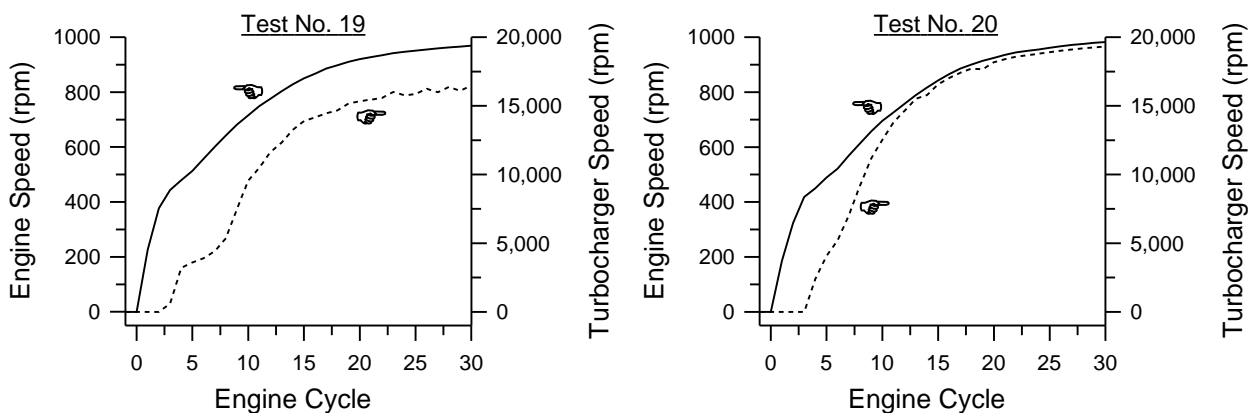 Test No. 19
1000
800
600
400
200
0
Engine Speed (rpm)
20,000
15,000
10,000
5,000
0
Turbocharger Speed (rpm)
0 5 10 15 20 25 30
Engine Cycle
Test No. 20
1000
800
600
400
200
0
Engine Speed (rpm)
20,000
15,000
10,000
5,000
0
Turbocharger Speed (rpm)
0 5 10 15 20 25 30
Engine Cycle